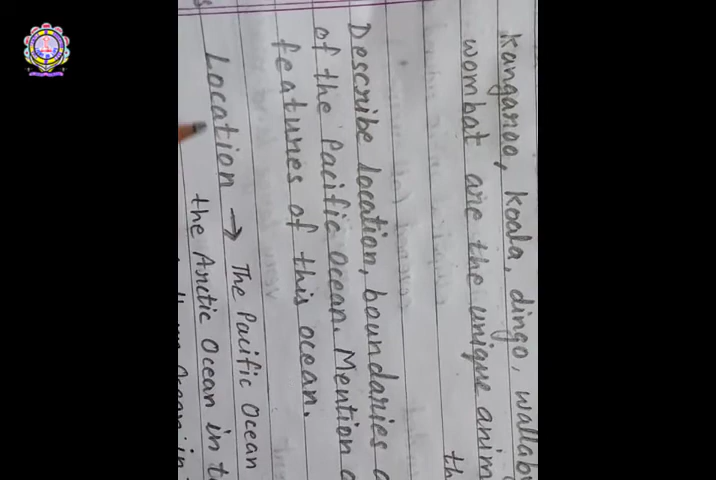 Kangaroo, Koala, dingo, wallab
wombat are the unique anim
th
Describe location, boundaries
of the Pacific Ocean. Mention
features of this ocean.
Location → The Pacific Ocean
the Arctic Ocean in t